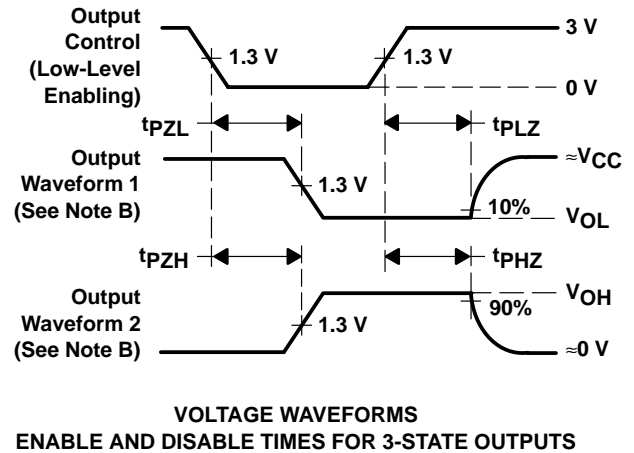 Output
Control
(Low-Level
Enabling)
1.3 V
1.3 V
3 V
0 V
tPZL
tPLZ
Output
Waveform 1
(See Note B)
1.3 V
≈VCC
10%
VOL
tPZH
tPHZ
Output
Waveform 2
(See Note B)
1.3 V
VOH
90%
≈0 V
VOLTAGE WAVEFORMS
ENABLE AND DISABLE TIMES FOR 3-STATE OUTPUTS